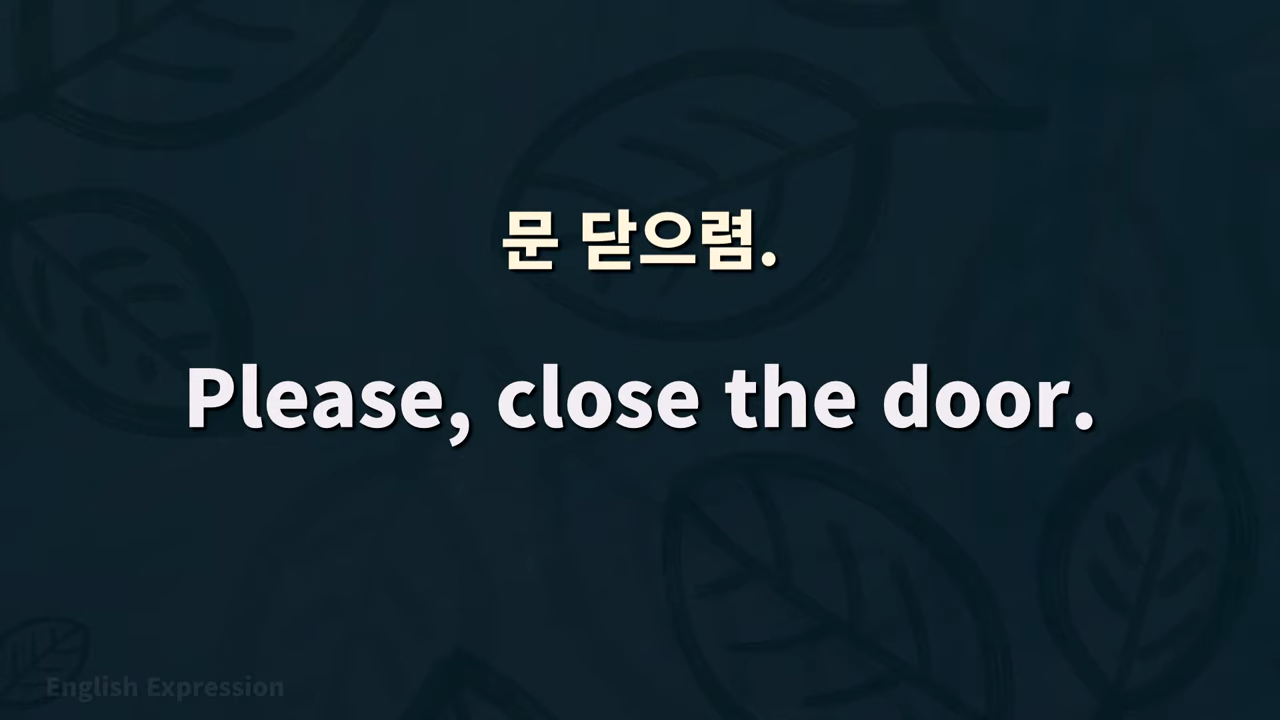 문 닫으렴.
Please, close the door.
English Expression